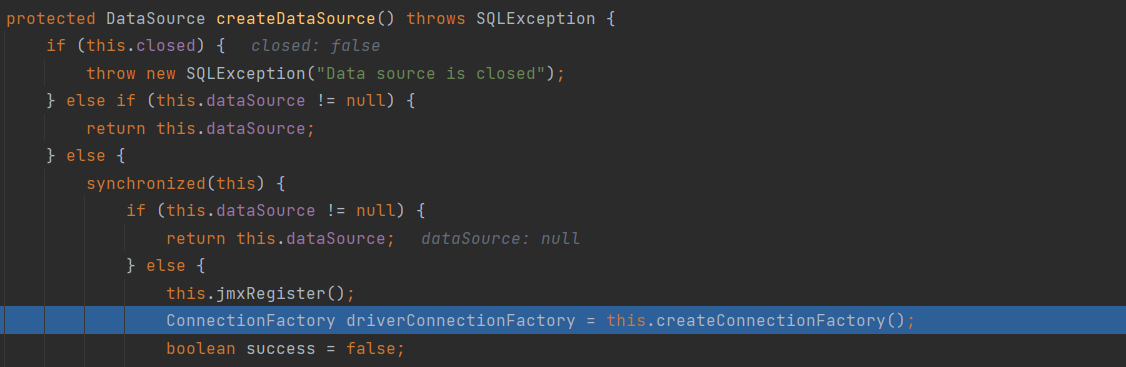 protected DataSource createDataSource() throws SQLException {
    if (this.closed) {   closed: false
        throw new SQLException("Data source is closed");
    } else if (this.dataSource != null) {
        return this.dataSource;
    } else {
        synchronized(this) {
            if (this.dataSource != null) {
                return this.dataSource;   dataSource: null
            } else {
                this.jmxRegister();
                ConnectionFactory driverConnectionFactory = this.createConnectionFactory();
                boolean success = false;